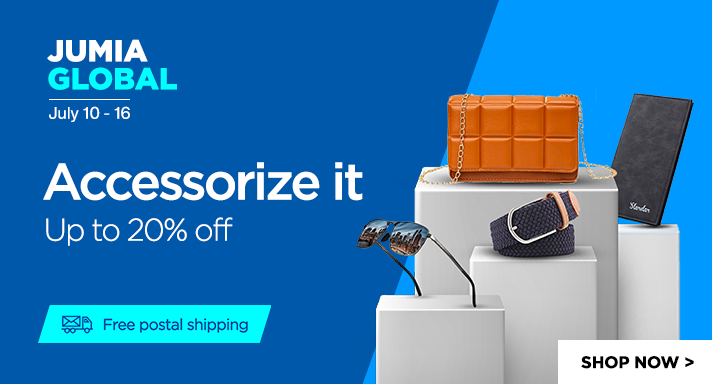 JUMIA
GLOBAL
July 10 - 16
Accessorize it
Up to 20% off
Free postal shipping
SHOP NOW >